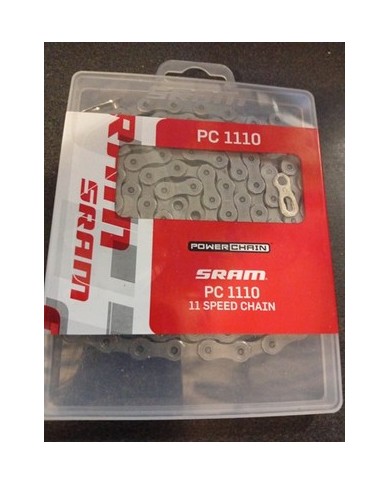 PC 1110
SRAM
POWERCHAIN
SRAM
PC 1110
11 SPEED CHAIN